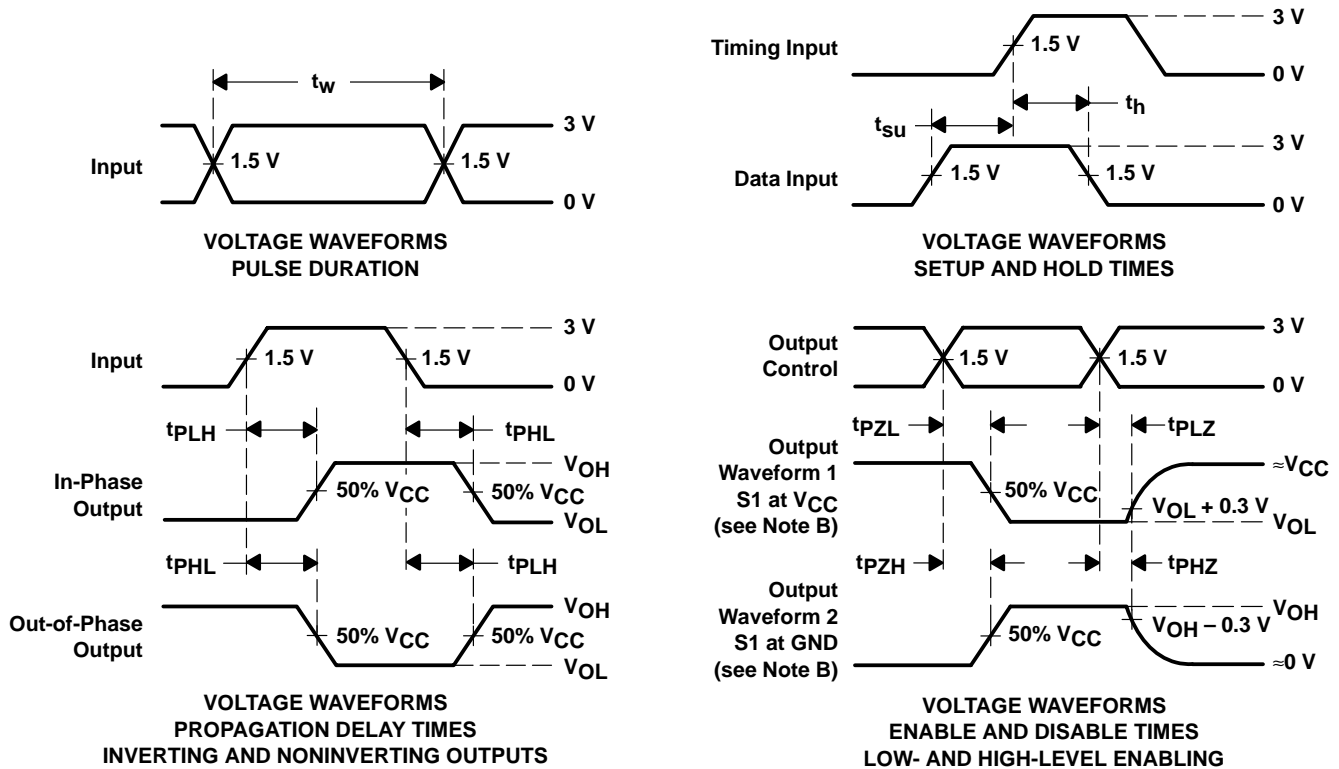 tw
3 V
Input
1.5 V
1.5 V
0 V
VOLTAGE WAVEFORMS
PULSE DURATION
3 V
Timing Input
1.5 V
0 V
th
tsu
3 V
Data Input
1.5 V
1.5 V
0 V
VOLTAGE WAVEFORMS
SETUP AND HOLD TIMES
3 V
Input
1.5 V
1.5 V
0 V
tPLH
tPHL
VOH
In-Phase
Output
50% VCC
50% VCC
VOL
tPHL
tPLH
VOH
Out-of-Phase
Output
50% VCC
50% VCC
VOL
VOLTAGE WAVEFORMS
PROPAGATION DELAY TIMES
INVERTING AND NONINVERTING OUTPUTS
3 V
Output
Control
1.5 V
1.5 V
0 V
tPZL
tPLZ
Output
Waveform 1
S1 at VCC
(see Note B)
50% VCC
≈VCC
VOL + 0.3 V
VOL
tPZH
tPHZ
Output
Waveform 2
S1 at GND
(see Note B)
50% VCC
VOH
VOH – 0.3 V
≈0 V
VOLTAGE WAVEFORMS
ENABLE AND DISABLE TIMES
LOW- AND HIGH-LEVEL ENABLING